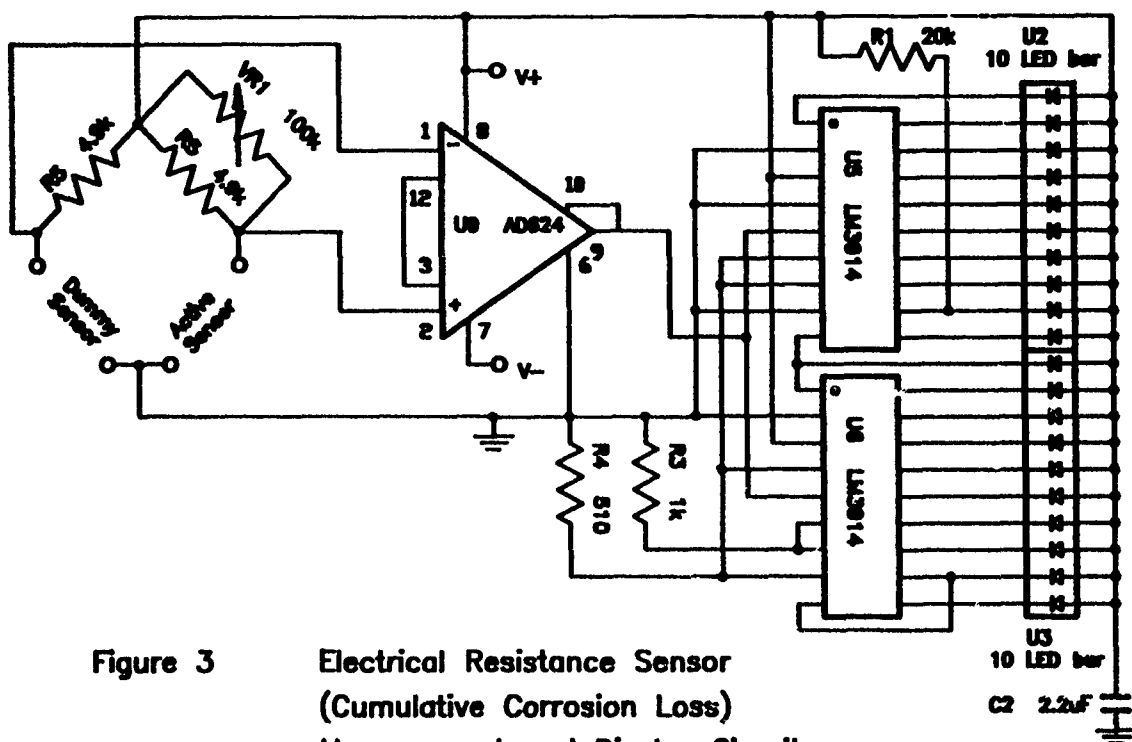 R1 20k
U2
10 LED bar
V+
VR1
100k
4.9k
R5
4.9k
1
8
-
12
U9 AD624
10
9
3
6
+
2
7
V-
U5 LM3914
Dummy
Sensor
Active
Sensor
U6 LM3914
R4 510
R3 1k
U3
10 LED bar
C2 2.2uF
Figure 3
Electrical Resistance Sensor
(Cumulative Corrosion Loss)